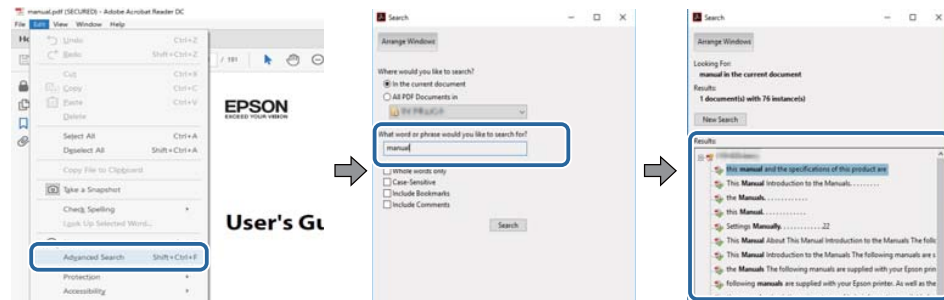 manual.pdf (SECURED) - Adobe Acrobat Reader DC
File Edit View Window Help
Undo Ctrl+Z
Redo Shift+Ctrl+Z
Cut Ctrl+X
Copy Ctrl+C
Paste Ctrl+V
Delete
Select All Ctrl+A
Deselect All Shift+Ctrl+A
Copy File to Clipboard
Take a Snapshot
Check Spelling
Look Up Selected Word...
Advanced Search Shift+Ctrl+F
Protection
Accessibility
/ 191
EPSON
EXCEED YOUR VISION
User's Gu
Search
Arrange Windows
Where would you like to search?
In the current document
All PDF Documents in
What word or phrase would you like to search for?
manual
Whole words only
Case-Sensitive
Include Bookmarks
Include Comments
Search
Search
Arrange Windows
Looking For:
manual in the current document
Results:
1 document(s) with 76 instance(s)
New Search
Results:
this manual and the specifications of this product are
This Manual Introduction to the Manuals. . . . . . . . .
the Manuals. . . . . . . . . . . . .
this Manual. . . . . . . . . . . . .
Settings Manually. . . . . . . . . . . . .22
This Manual About This Manual Introduction to the Manuals The follo
This Manual Introduction to the Manuals The following manuals are s
the Manuals The following manuals are supplied with your Epson prin
following manuals are supplied with your Epson printer. As well as the